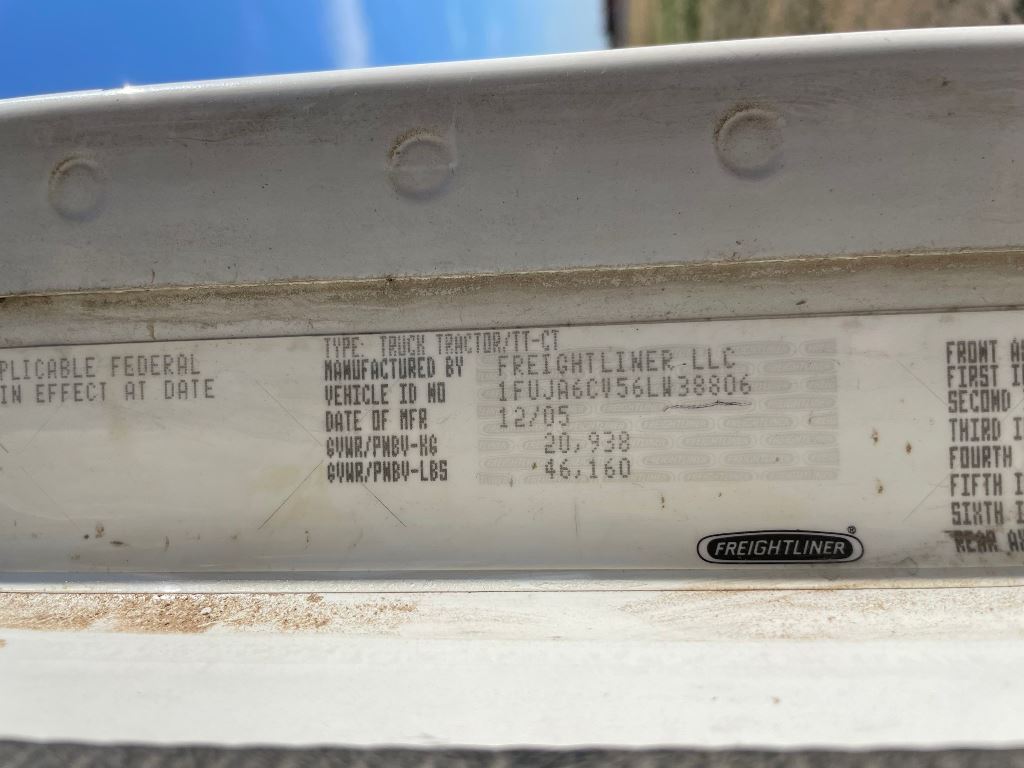 PLICABLE FEDERAL
IN EFFECT AT DATE
TYPE: TRUCK TRACTOR/TT-CT
MANUFACTURED BY FREIGHTLINER LLC
VEHICLE ID NO 1FUJA6CV56LW38806
DATE OF MFR 12/05
GVWR/PNBV-KG 20,938
GVWR/PNBV-LBS 46,160
FREIGHTLINER®
FRONT A
FIRST I
SECOND
THIRD I
FOURTH
FIFTH I
SIXTH I
REAR A